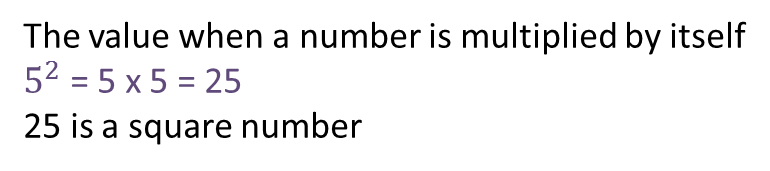 The value when a number is multiplied by itself
5² = 5 x 5 = 25
25 is a square number